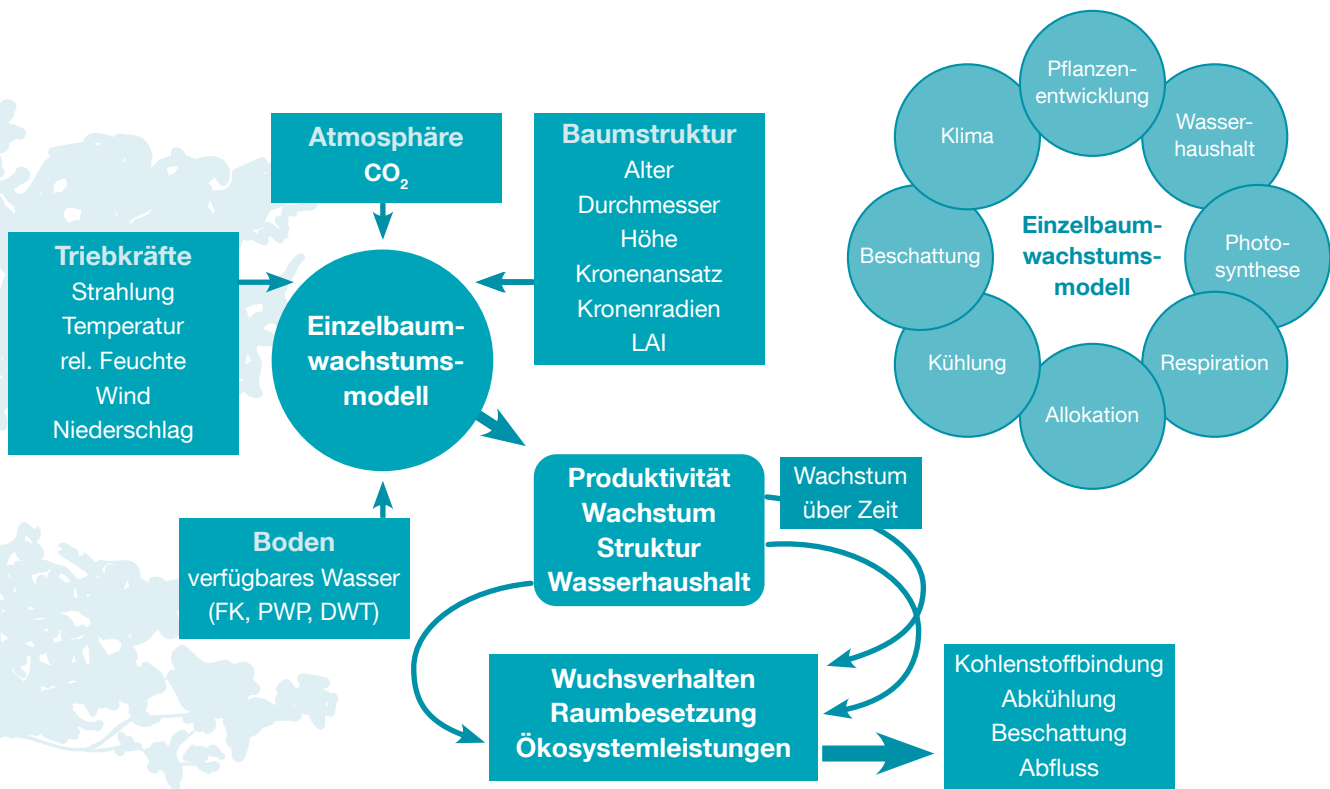 Atmosphäre
CO₂
Baumstruktur
Alter
Durchmesser
Höhe
Kronenansatz
Kronenradien
LAI
Triebkräfte
Strahlung
Temperatur
rel. Feuchte
Wind
Niederschlag
Einzelbaum-
wachstums-
modell
Boden
verfügbares Wasser
(FK, PWP, DWT)
Produktivität
Wachstum
Struktur
Wasserhaushalt
Wachstum
über Zeit
Wuchsverhalten
Raumbesetzung
Ökosystemleistungen
Kohlenstoffbindung
Abkühlung
Beschattung
Abfluss
Pflanzen-
entwicklung
Wasser-
haushalt
Photo-
synthese
Respiration
Allokation
Kühlung
Beschattung
Klima
Einzelbaum-
wachstums-
modell